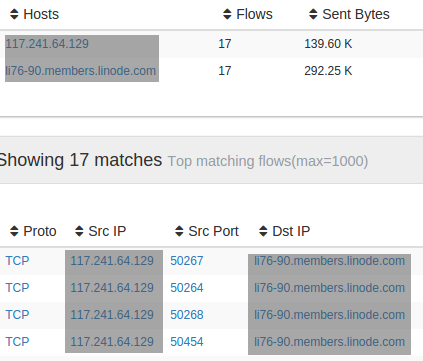 Hosts Flows Sent Bytes
117.241.64.129 17 139.60 K
li76-90.members.linode.com 17 292.25 K
Showing 17 matches Top matching flows(max=1000)
Proto Src IP Src Port Dst IP
TCP 117.241.64.129 50267 li76-90.members.linode.com
TCP 117.241.64.129 50264 li76-90.members.linode.com
TCP 117.241.64.129 50268 li76-90.members.linode.com
TCP 117.241.64.129 50454 li76-90.members.linode.com